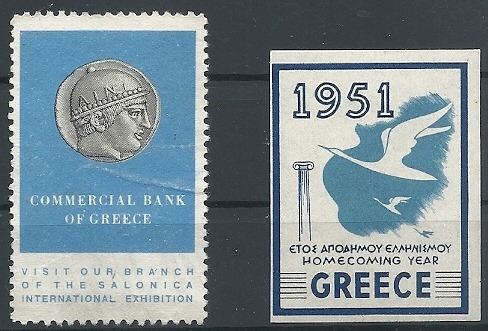 COMMERCIAL BANK
OF GREECE
VISIT OUR BRANCH
OF THE SALONICA
INTERNATIONAL EXHIBITION
1951
ΕΤΟΣ ΑΠΟΔΗΜΟΥ ΕΛΛΗΝΙΣΜΟΥ
HOMECOMING YEAR
GREECE